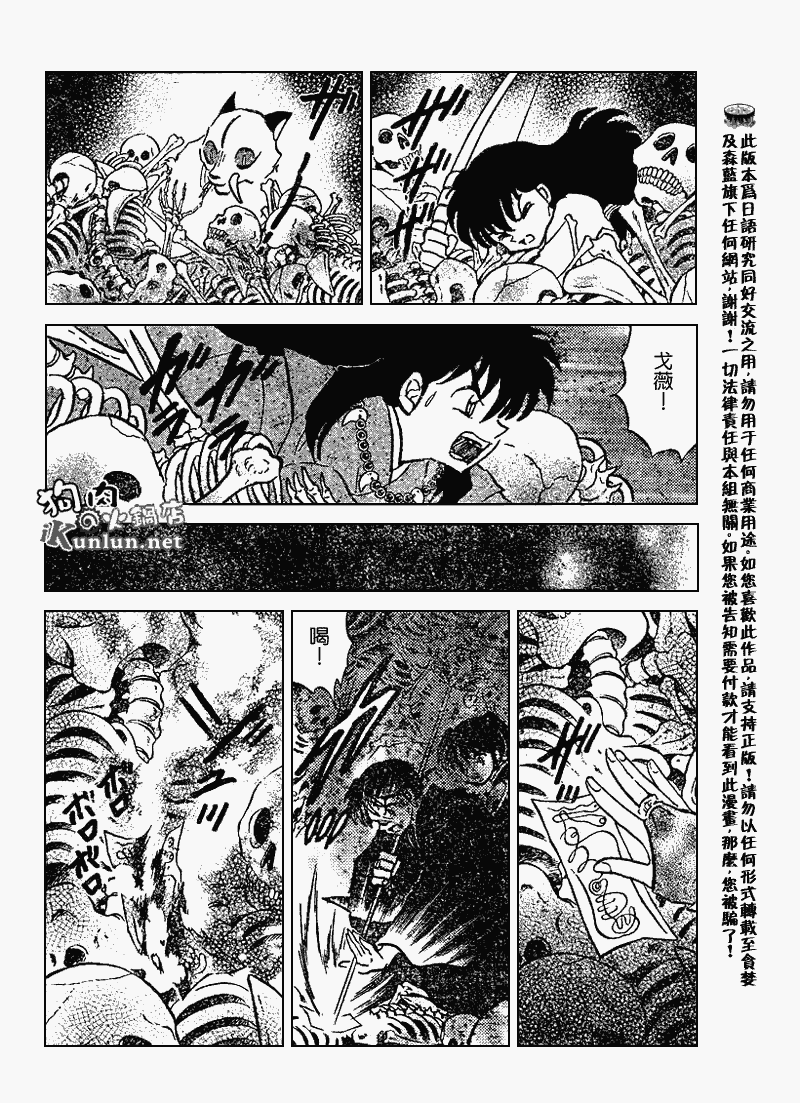 此版本為日語研究同好交流之用，請勿用于任何商業用途。如您喜歡此作品，請支持正版！請勿以任何形式轉載至貪婪
及森藍旗下任何網站，謝謝！一切法律責任與本組無關。如果您被告知需要付款才能看到此漫畫，那麼，您被騙了！
ザザザ
ザーッ
戈薇！
ガガガ
狗肉の火鍋店
iKunlun.net
喝！
ボロ
ボロ
ボロ